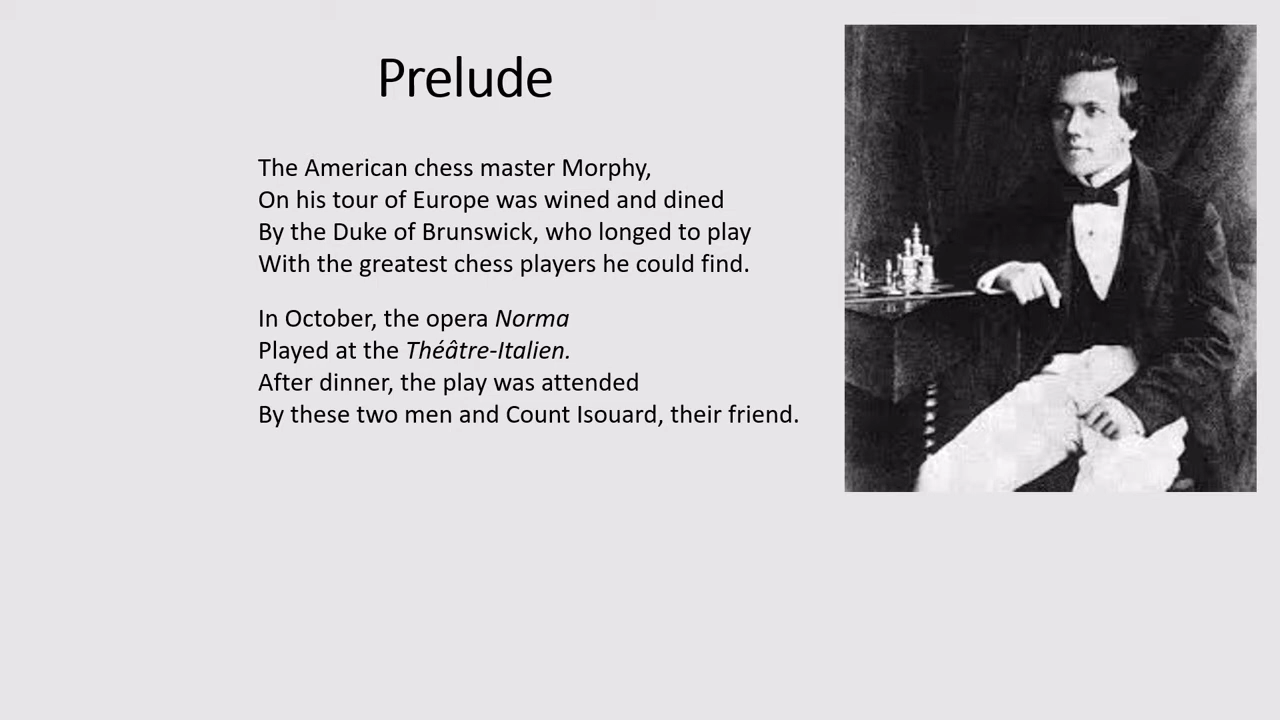 Prelude
The American chess master Morphy,
On his tour of Europe was wined and dined
By the Duke of Brunswick, who longed to play
With the greatest chess players he could find.
In October, the opera Norma
Played at the Théâtre-Italien.
After dinner, the play was attended
By these two men and Count Isouard, their friend.